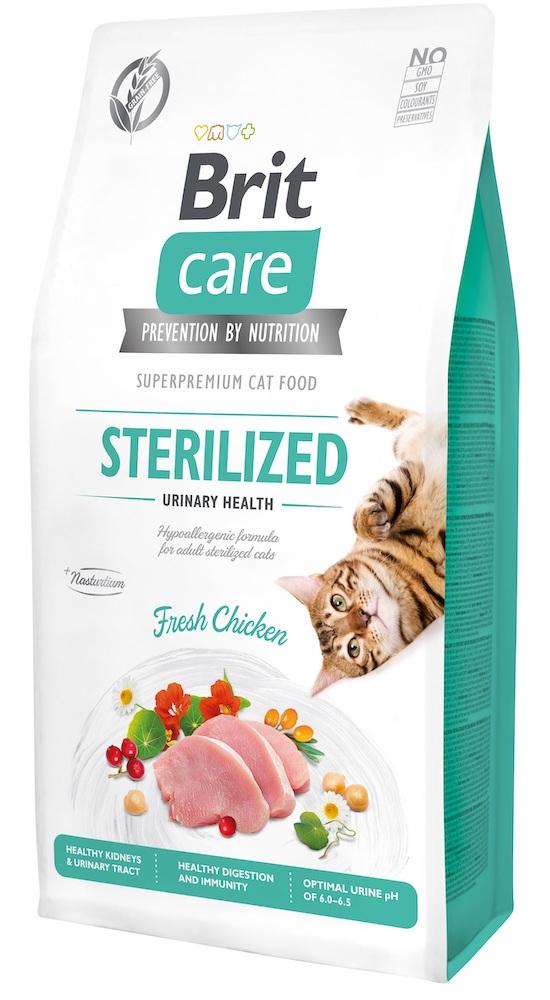 GRAIN-FREE
NO
GMO
SOY
COLOURANTS
PRESERVATIVES
Brit
care
PREVENTION BY NUTRITION
SUPERPREMIUM CAT FOOD
STERILIZED
URINARY HEALTH
Hypoallergenic formula
for adult sterilized cats
+Nasturtium
Fresh Chicken
HEALTHY KIDNEYS
& URINARY TRACT
HEALTHY DIGESTION
AND IMMUNITY
OPTIMAL URINE pH
OF 6.0–6.5